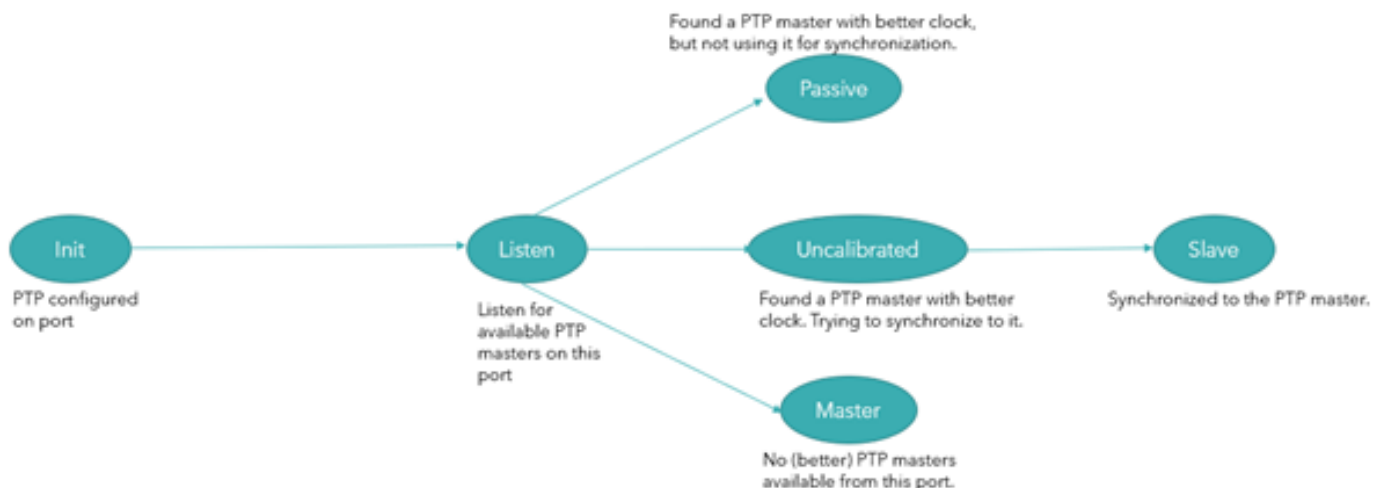 Found a PTP master with better clock,
but not using it for synchronization.
Passive
Init
PTP configured
on port
Listen
Listen for
available PTP
masters on this
port
Uncalibrated
Found a PTP master with better
clock. Trying to synchronize to it.
Slave
Synchronized to the PTP master.
Master
No (better) PTP masters
available from this port.